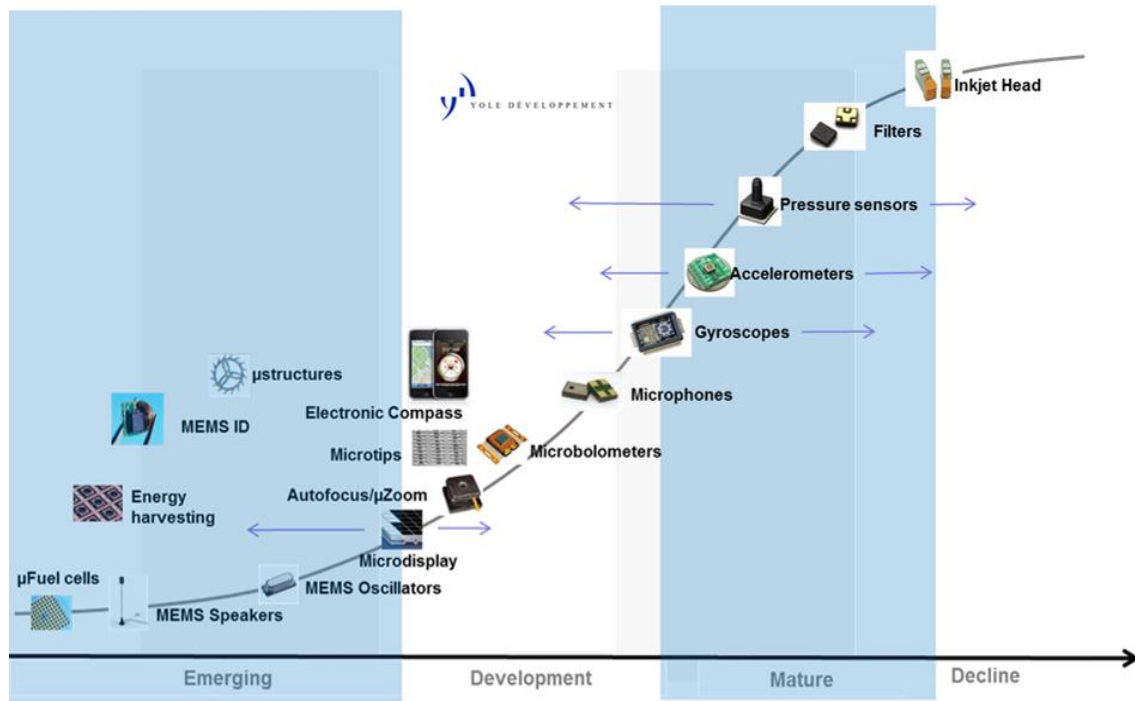 YOLE DÉVELOPPEMENT
Inkjet Head
Filters
Pressure sensors
Accelerometers
Gyroscopes
µstructures
Electronic Compass
Microphones
MEMS ID
Microtips
Microbolometers
Energy
harvesting
Autofocus/µZoom
Microdisplay
µFuel cells
MEMS Oscillators
MEMS Speakers
Emerging
Development
Mature
Decline